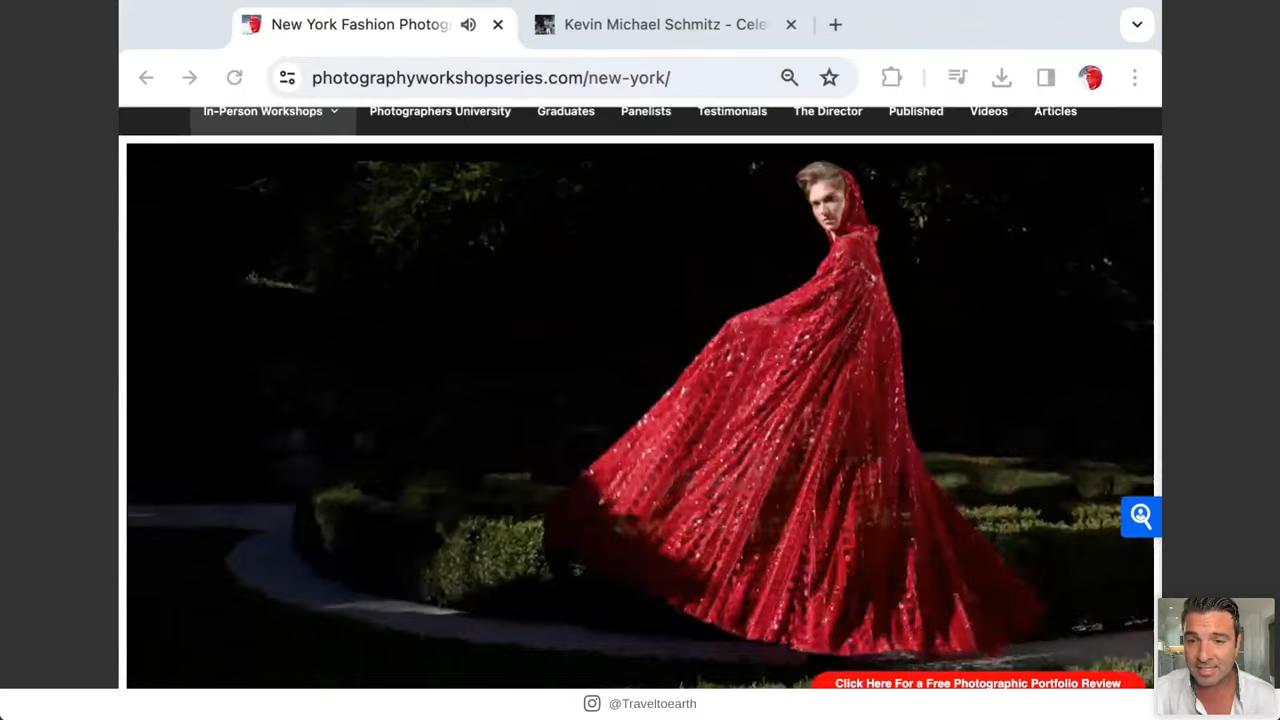 New York Fashion Photog
Kevin Michael Schmitz - Cele
photographyworkshopseries.com/new-york/
In-Person Workshops Photographers University Graduates Panelists Testimonials The Director Published Videos Articles
Click Here For a Free Photographic Portfolio Review
@Traveltoearth